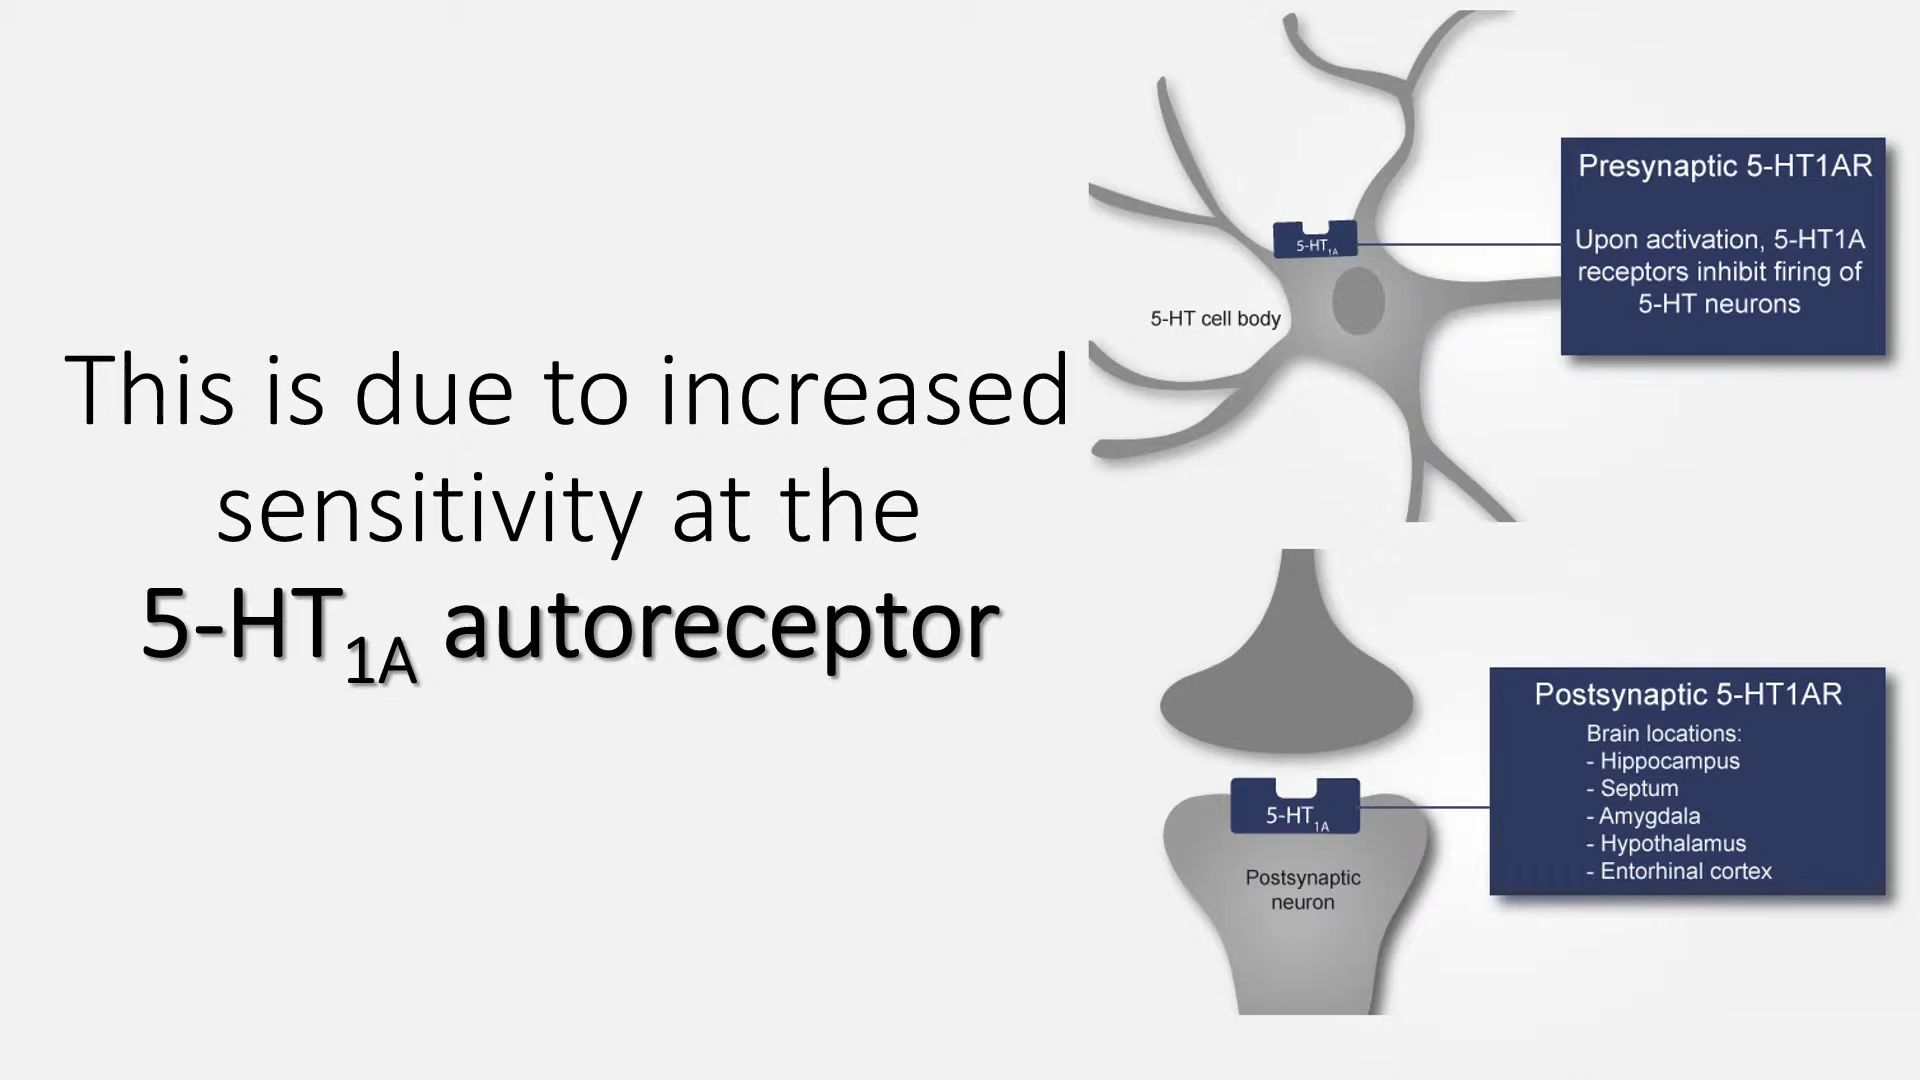 This is due to increased
sensitivity at the
5-HT1A autoreceptor
Presynaptic 5-HT1AR
Upon activation, 5-HT1A
receptors inhibit firing of
5-HT neurons
5-HT1A
5-HT cell body
Postsynaptic 5-HT1AR
Brain locations:
- Hippocampus
- Septum
- Amygdala
- Hypothalamus
- Entorhinal cortex
5-HT1A
Postsynaptic
neuron